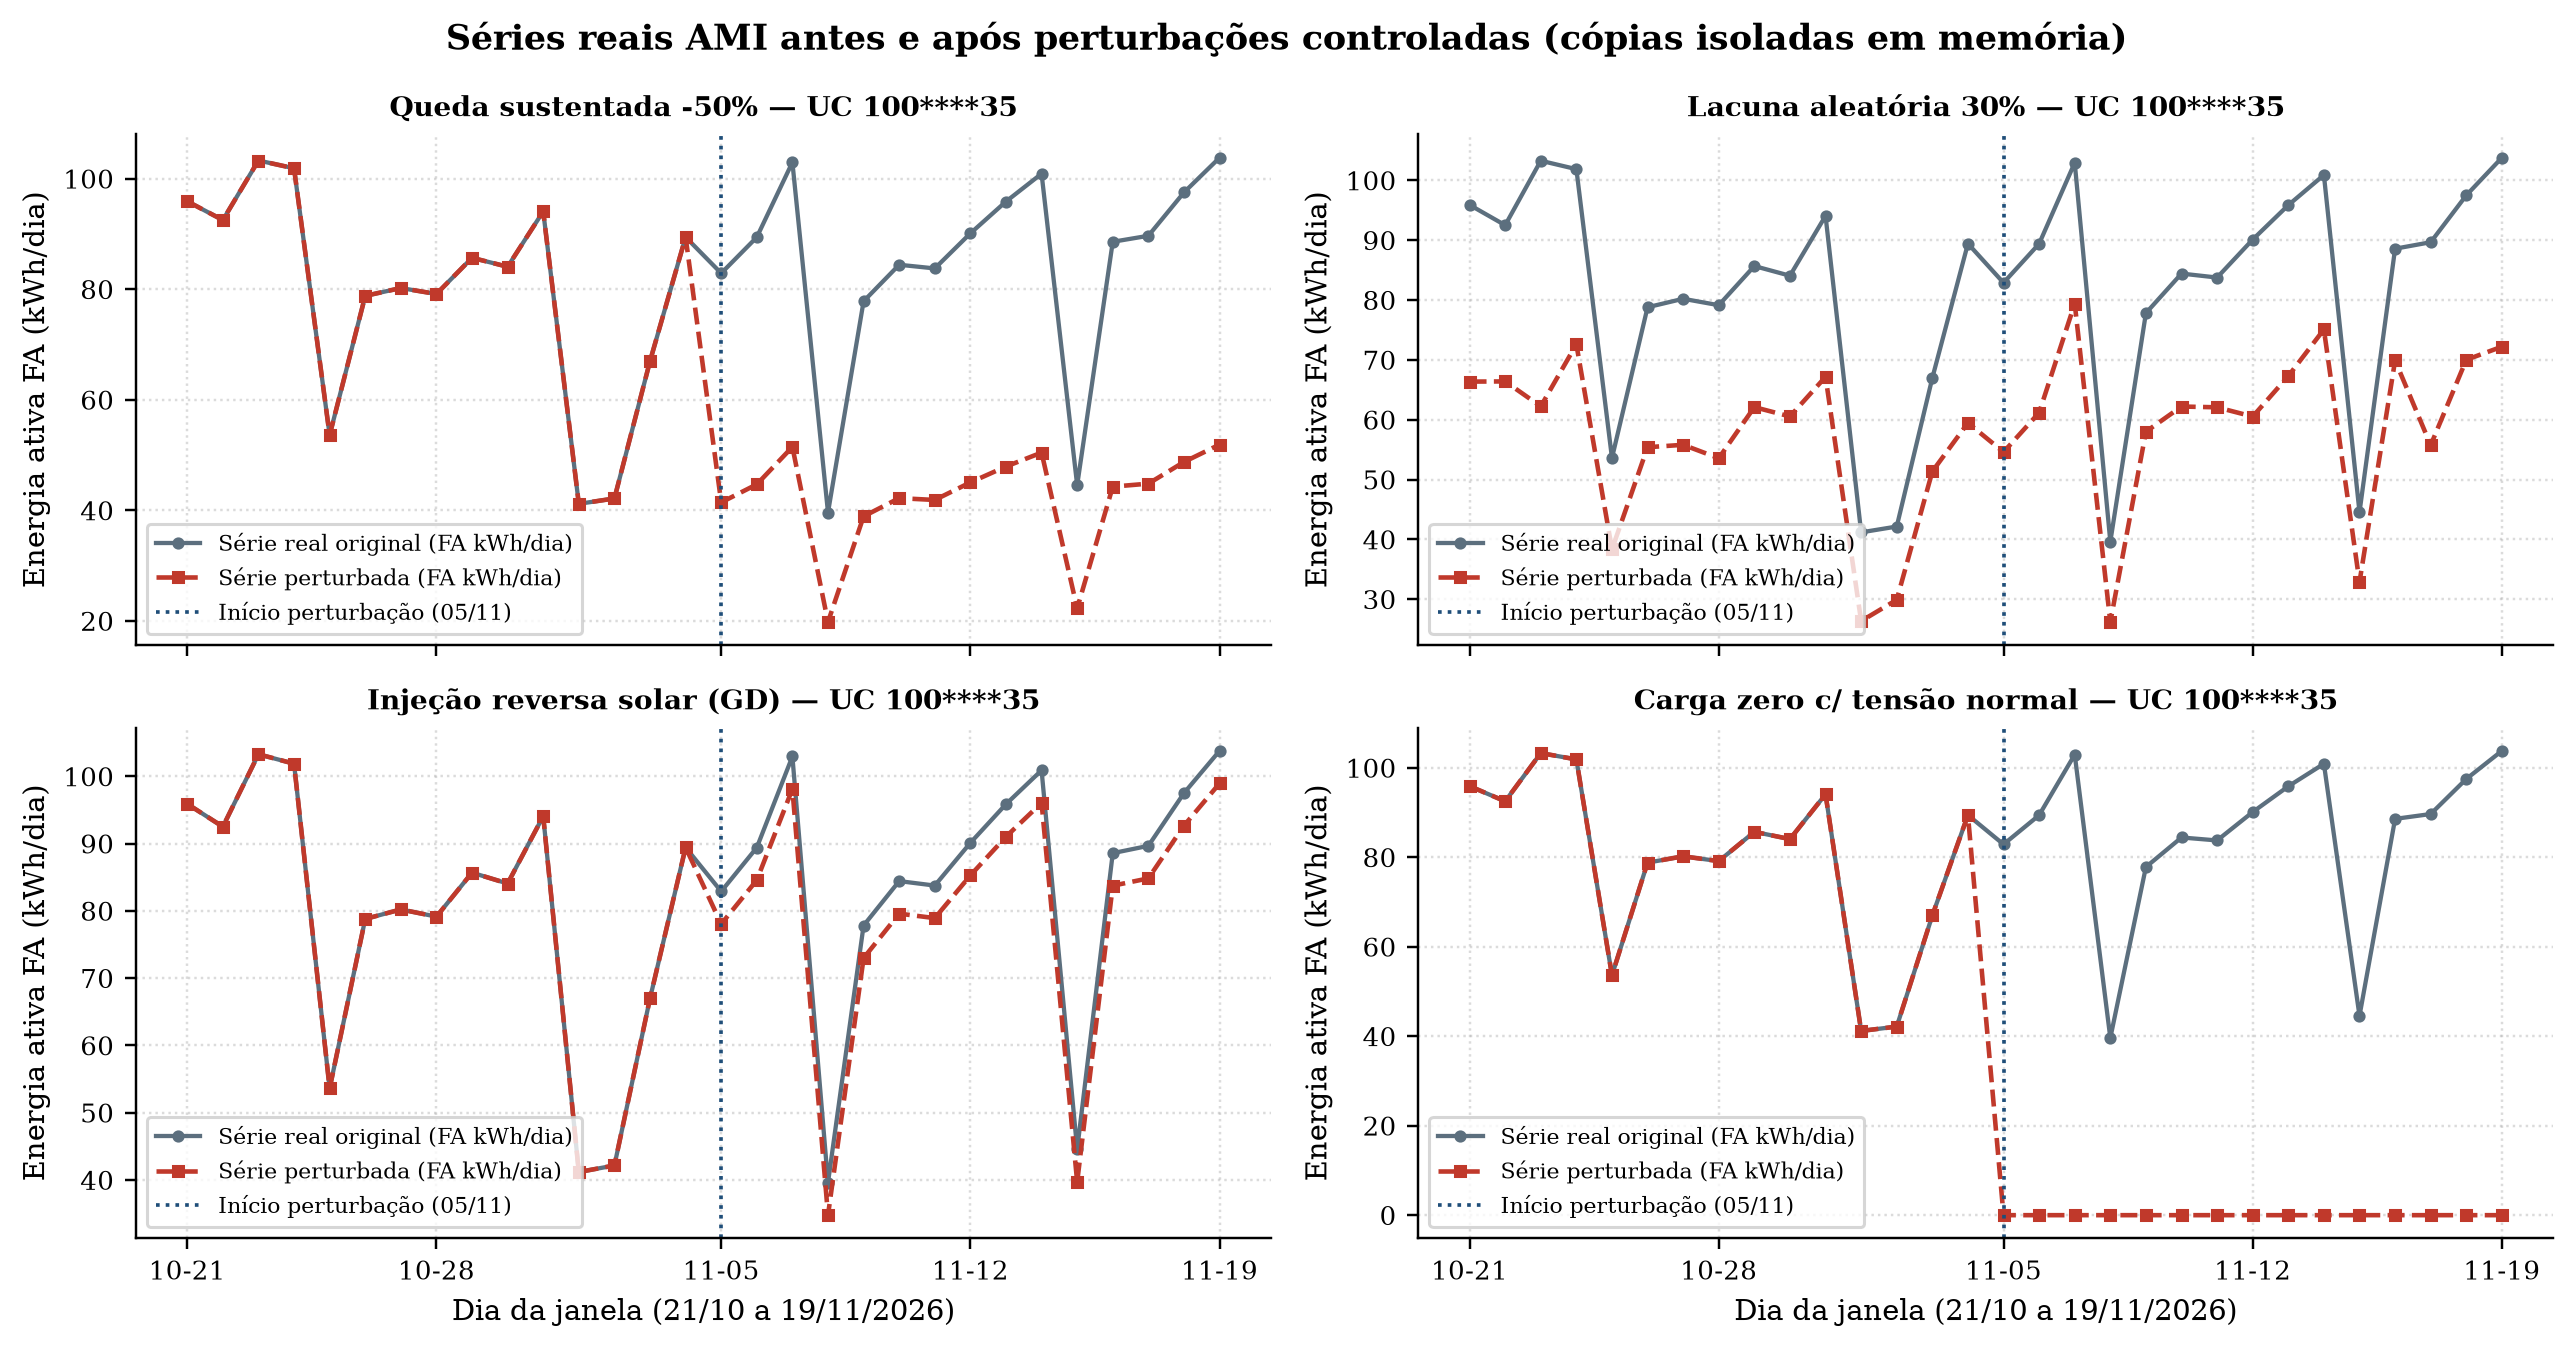 Séries reais AMI antes e após perturbações controladas (cópias isoladas em memória)
Queda sustentada -50% — UC 100****35
Energia ativa FA (kWh/dia)
100
80
60
40
20
Série real original (FA kWh/dia)
Série perturbada (FA kWh/dia)
Início perturbação (05/11)
Lacuna aleatória 30% — UC 100****35
Energia ativa FA (kWh/dia)
100
90
80
70
60
50
40
30
Série real original (FA kWh/dia)
Série perturbada (FA kWh/dia)
Início perturbação (05/11)
Injeção reversa solar (GD) — UC 100****35
Energia ativa FA (kWh/dia)
100
90
80
70
60
50
40
Série real original (FA kWh/dia)
Série perturbada (FA kWh/dia)
Início perturbação (05/11)
10-21 10-28 11-05 11-12 11-19
Dia da janela (21/10 a 19/11/2026)
Carga zero c/ tensão normal — UC 100****35
Energia ativa FA (kWh/dia)
100
80
60
40
20
0
Série real original (FA kWh/dia)
Série perturbada (FA kWh/dia)
Início perturbação (05/11)
10-21 10-28 11-05 11-12 11-19
Dia da janela (21/10 a 19/11/2026)